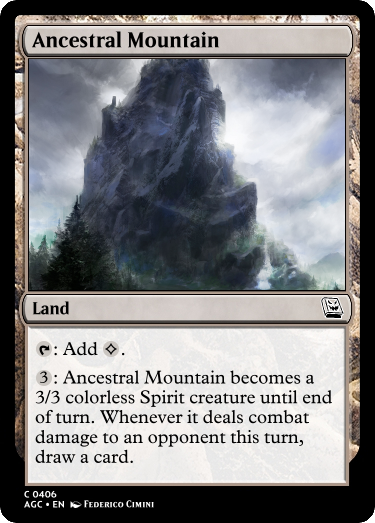 Ancestral Mountain
Land
: Add .
3: Ancestral Mountain becomes a
3/3 colorless Spirit creature until end
of turn. Whenever it deals combat
damage to an opponent this turn,
draw a card.
C 0406
AGC • EN Federico Cimini